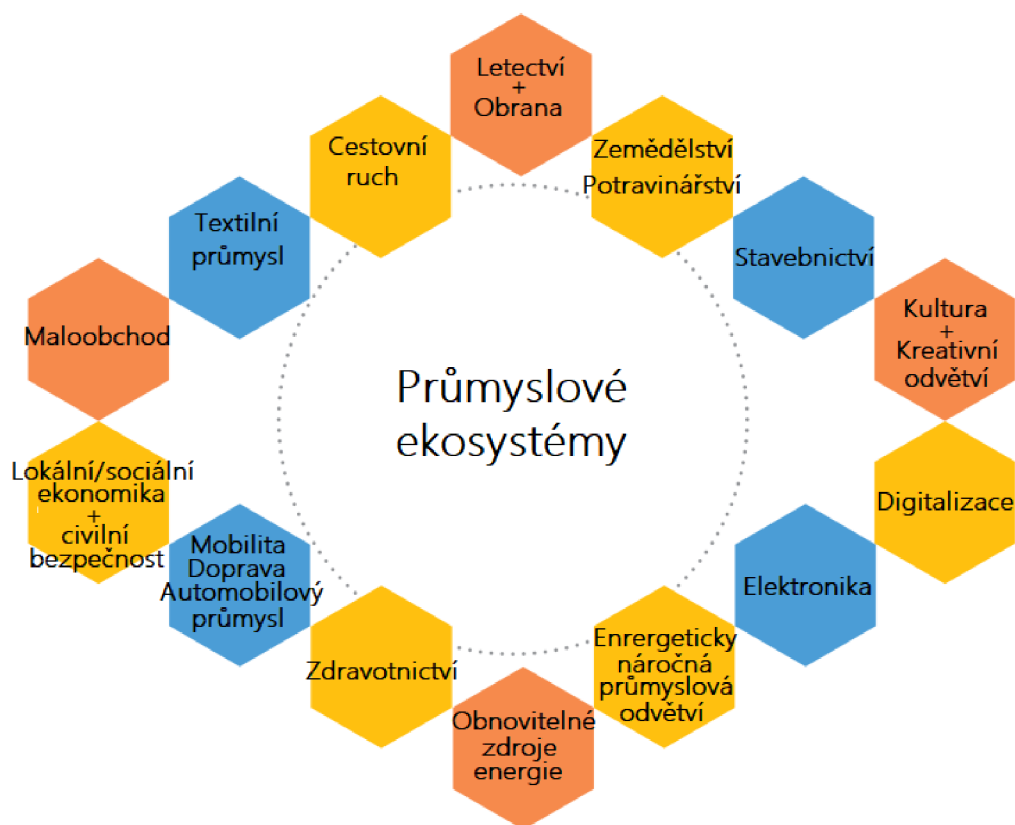 Letectví
+
Obrana
Cestovní
ruch
Zemědělství
Potravinářství
Textilní
průmysl
Stavebnictví
Maloobchod
Kultura
+
Kreativní
odvětví
Průmyslové
ekosystémy
Lokální/sociální
ekonomika
+
civilní
bezpečnost
Digitalizace
Mobilita
Doprava
Automobilový
průmysl
Elektronika
Zdravotnictví
Enrergeticky
náročná
průmyslová
odvětví
Obnovitelné
zdroje
energie